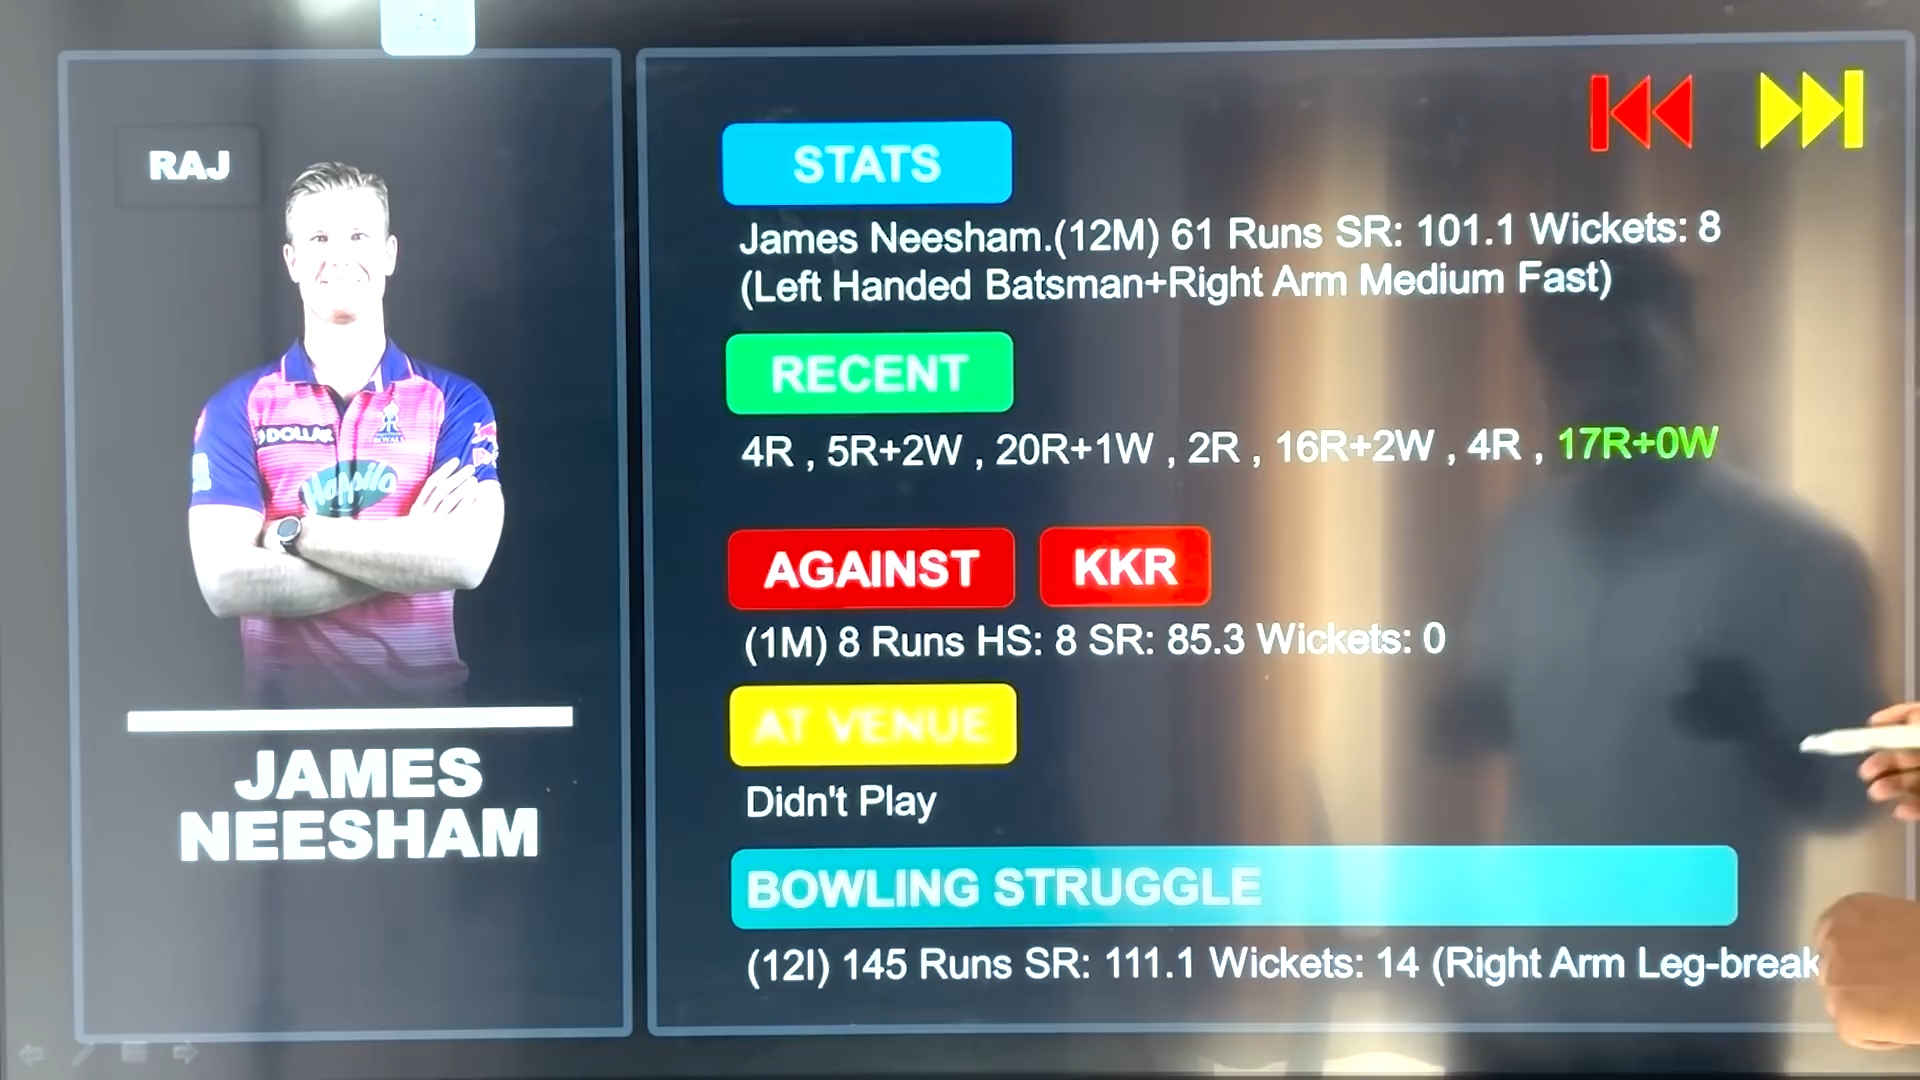 RAJ
DOLLAR
ROYALS
Happilo
JAMES
NEESHAM
STATS
James Neesham.(12M) 61 Runs SR: 101.1 Wickets: 8
(Left Handed Batsman+Right Arm Medium Fast)
RECENT
4R , 5R+2W , 20R+1W , 2R , 16R+2W , 4R , 17R+0W
AGAINST KKR
(1M) 8 Runs HS: 8 SR: 85.3 Wickets: 0
AT VENUE
Didn't Play
BOWLING STRUGGLE
(12I) 145 Runs SR: 111.1 Wickets: 14 (Right Arm Leg-break